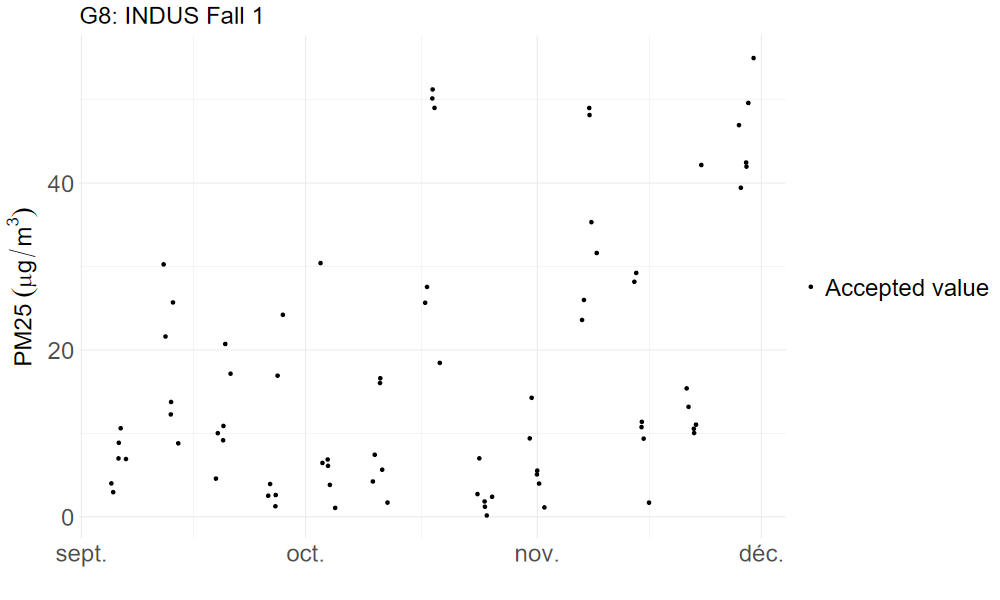 G8: INDUS Fall 1
PM25 (μg/m³)
40
20
0
sept. oct. nov. déc.
Accepted value